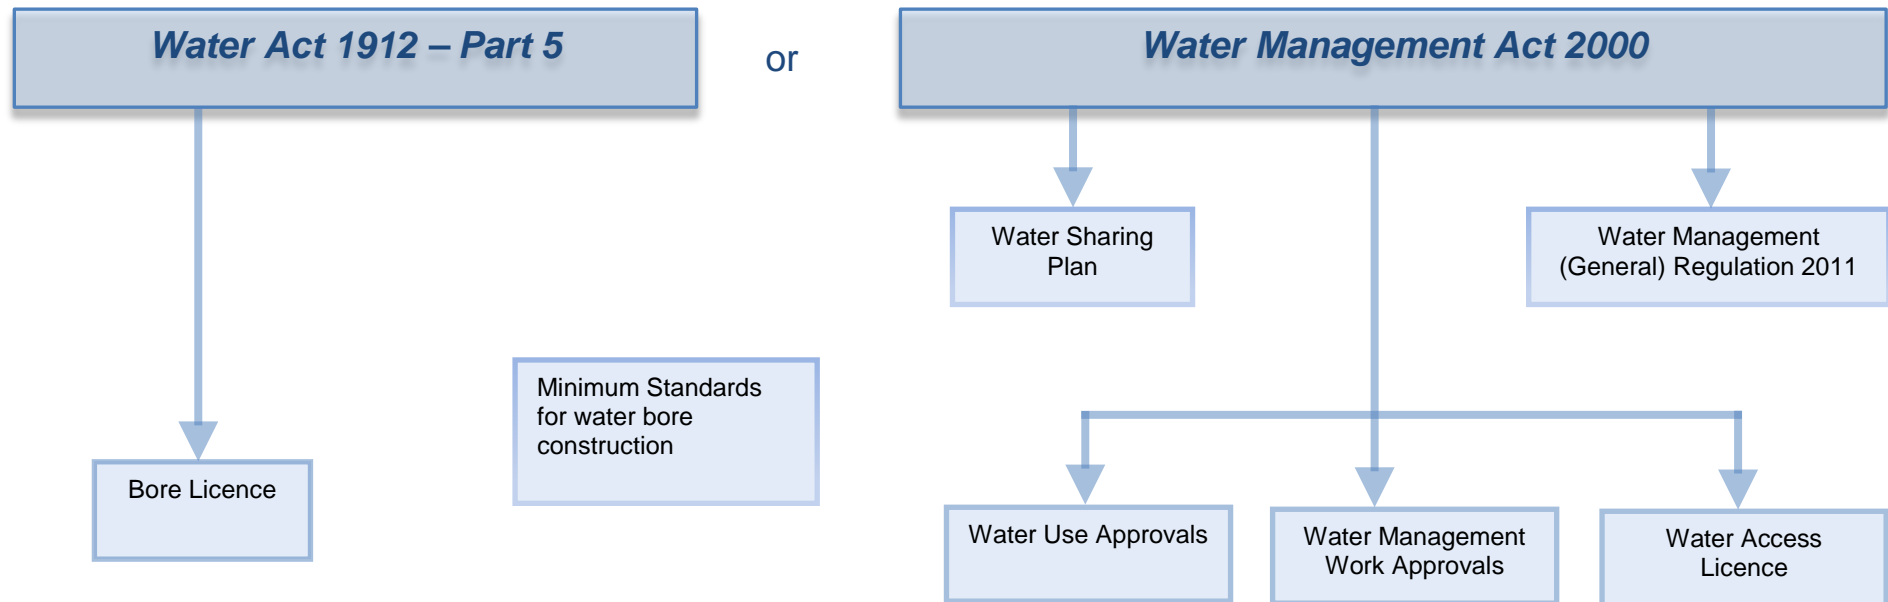 Water Act 1912 – Part 5
or
Water Management Act 2000
Water Sharing
Plan
Water Management
(General) Regulation 2011
Minimum Standards
for water bore
construction
Bore Licence
Water Use Approvals
Water Management
Work Approvals
Water Access
Licence